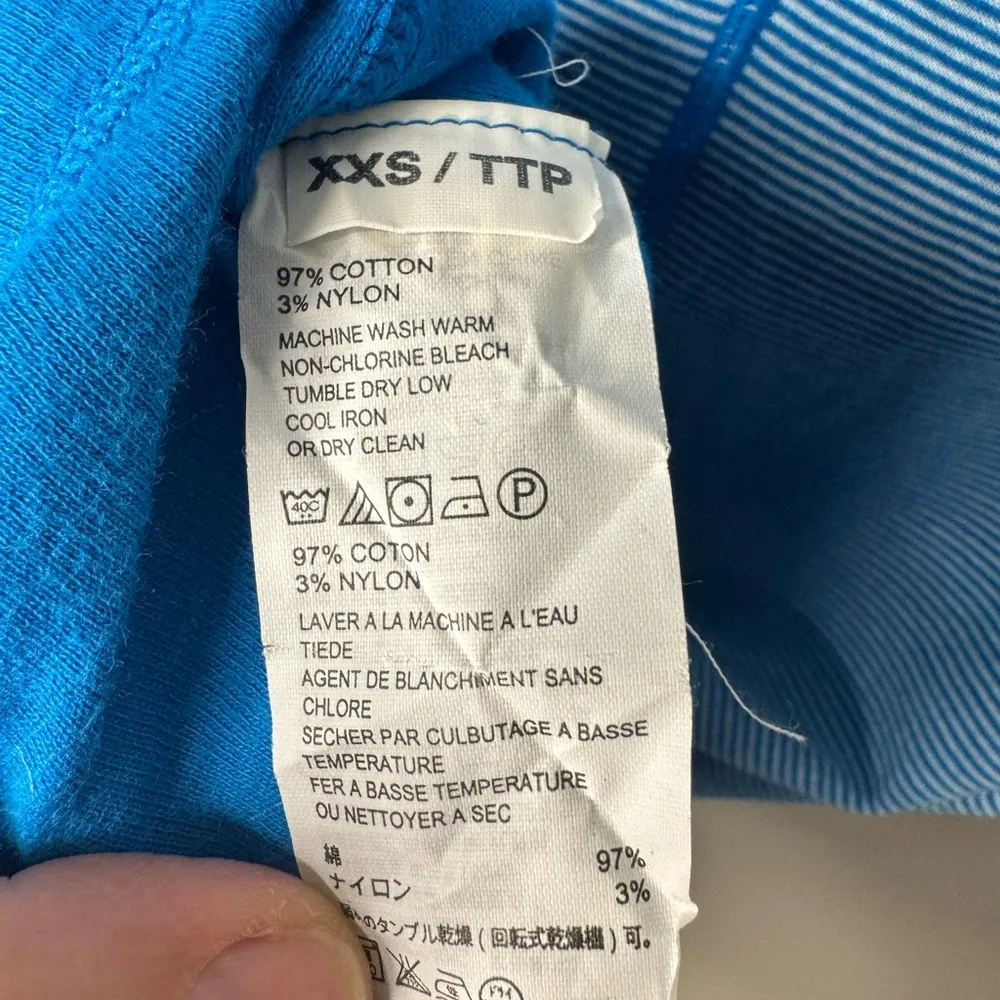 XXS / TTP
97% COTTON
3% NYLON
MACHINE WASH WARM
NON-CHLORINE BLEACH
TUMBLE DRY LOW
COOL IRON
OR DRY CLEAN
40C P
97% COTON
3% NYLON
LAVER A LA MACHINE A L'EAU
TIEDE
AGENT DE BLANCHIMENT SANS
CHLORE
SECHER PAR CULBUTAGE A BASSE
TEMPERATURE
FER A BASSE TEMPERATURE
OU NETTOYER A SEC
綿 97%
ナイロン 3%
のタンブル乾燥 ( 回転式乾燥機 ) 可。
ドライ